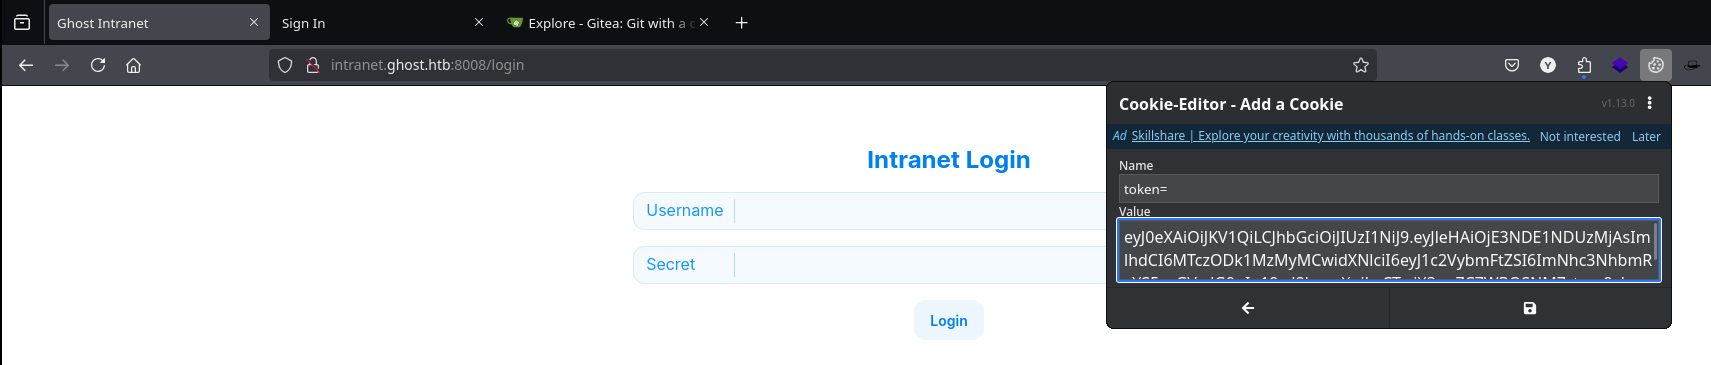 Ghost Intranet
Sign In
Explore - Gitea: Git with a c
intranet.ghost.htb:8008/login
Y
Cookie-Editor - Add a Cookie
v1.13.0
Ad Skillshare | Explore your creativity with thousands of hands-on classes. Not interested Later
Name
token=
Value
eyJ0eXAiOiJKV1QiLCJhbGciOiJIUzI1NiJ9.eyJleHAiOjE3NDE1NDUzMjAsIm
lhdCI6MTczODk1MzMyMCwidXNlciI6eyJ1c2VybmFtZSI6ImNhc3NhbmR
Intranet Login
Username
Secret
Login